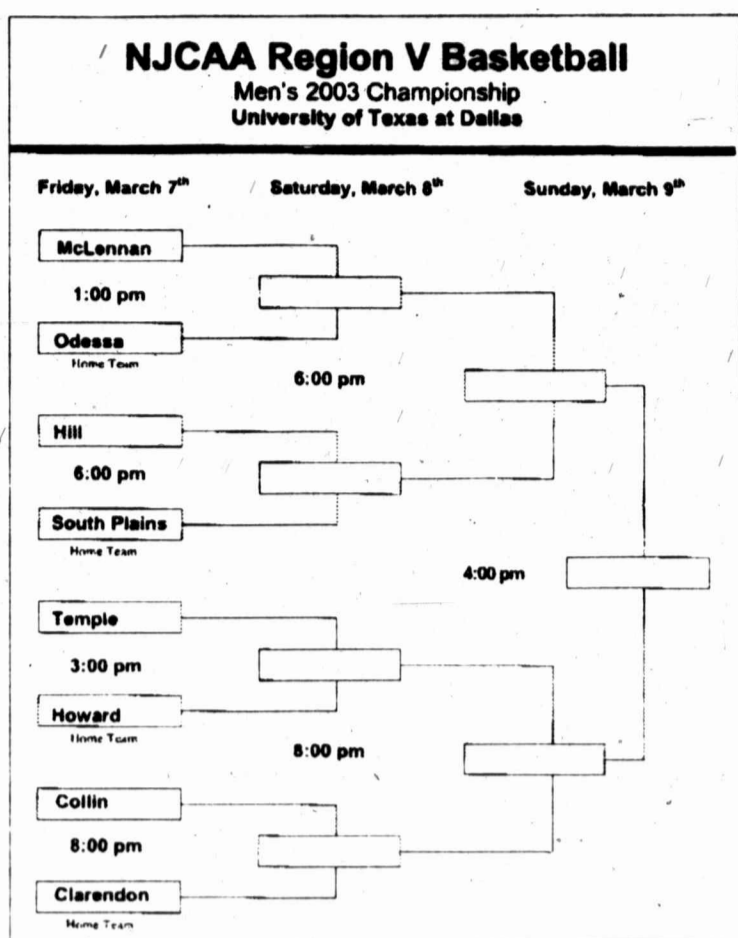 NJCAA Region V Basketball
Men's 2003 Championship
University of Texas at Dallas
Friday, March 7th
Saturday, March 8th
Sunday, March 9th
McLennan
1:00 pm
Odessa
Home Team
6:00 pm
Hill
6:00 pm
South Plains
Home Team
4:00 pm
Temple
3:00 pm
Howard
Home Team
8:00 pm
Collin
8:00 pm
Clarendon
Home Team